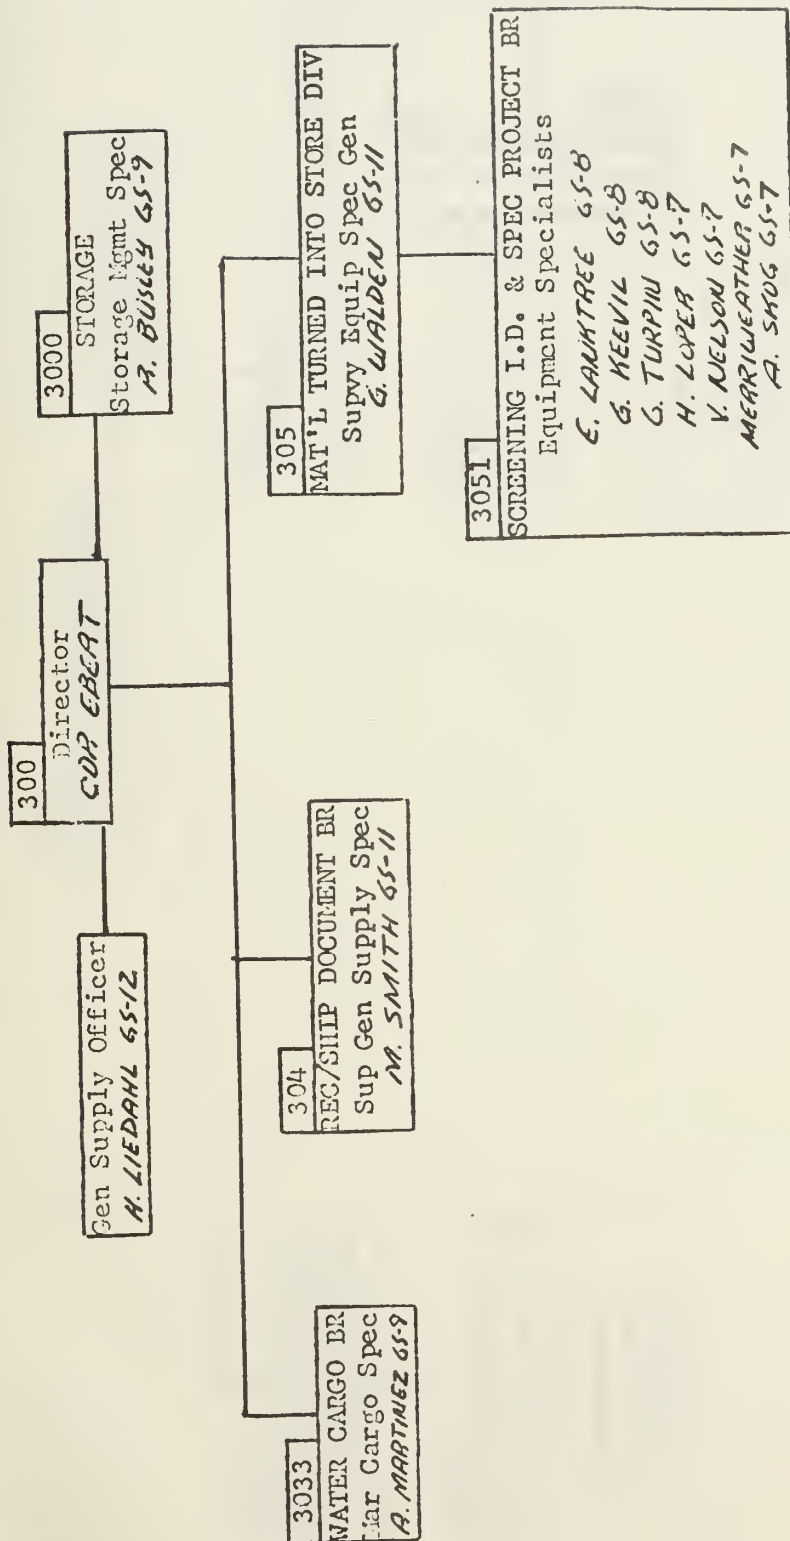 300
Director
CDR EBERT
Gen Supply Officer
H. LIEDAHL GS-12
3000
STORAGE
Storage Mgmt Spec
R. BUSLEY GS-9
3033
WATER CARGO BR
Mar Cargo Spec
A. MARTINEZ GS-9
304
REC/SHIP DOCUMENT BR
Sup Gen Supply Spec
M. SMITH GS-11
305
MAT'L TURNED INTO STORE DIV
Supvy Equip Spec Gen
G. WALDEN GS-11
3051
SCREENING I.D. & SPEC PROJECT BR
Equipment Specialists
E. LANKTREE GS-8
G. KEEVIL GS-8
G. TURPIN GS-8
H. LOPER GS-7
V. NELSON GS-7
MERRIWEATHER GS-7
A. SKOG GS-7